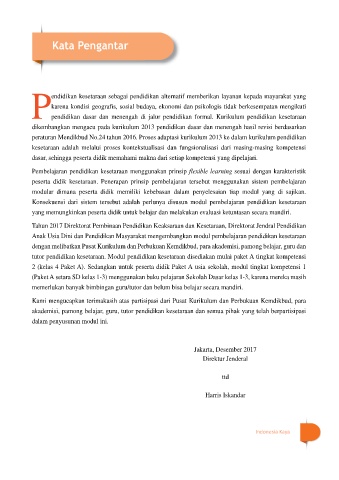 Kata Pengantar
Pendidikan kesetaraan sebagai pendidikan alternatif memberikan layanan kepada masyarakat yang
karena kondisi geografis, sosial budaya, ekonomi dan psikologis tidak berkesempatan mengikuti
pendidikan dasar dan menengah di jalur pendidikan formal. Kurikulum pendidikan kesetaraan
dikembangkan mengacu pada kurikulum 2013 pendidikan dasar dan menengah hasil revisi berdasarkan
peraturan Mendikbud No.24 tahun 2016. Proses adaptasi kurikulum 2013 ke dalam kurikulum pendidikan
kesetaraan adalah melalui proses kontekstualisasi dan fungsionalisasi dari masing-masing kompetensi
dasar, sehingga peserta didik memahami makna dari setiap kompetensi yang dipelajari.
Pembelajaran pendidikan kesetaraan menggunakan prinsip flexible learning sesuai dengan karakteristik
peserta didik kesetaraan. Penerapan prinsip pembelajaran tersebut menggunakan sistem pembelajaran
modular dimana peserta didik memiliki kebebasan dalam penyelesaian tiap modul yang di sajikan.
Konsekuensi dari sistem tersebut adalah perlunya disusun modul pembelajaran pendidikan kesetaraan
yang memungkinkan peserta didik untuk belajar dan melakukan evaluasi ketuntasan secara mandiri.
Tahun 2017 Direktorat Pembinaan Pendidikan Keaksaraan dan Kesetaraan, Direktorat Jendral Pendidikan
Anak Usia Dini dan Pendidikan Masyarakat mengembangkan modul pembelajaran pendidikan kesetaraan
dengan melibatkan Pusat Kurikulum dan Perbukuan Kemdikbud, para akademisi, pamong belajar, guru dan
tutor pendidikan kesetaraan. Modul pendidikan kesetaraan disediakan mulai paket A tingkat kompetensi
2 (kelas 4 Paket A). Sedangkan untuk peserta didik Paket A usia sekolah, modul tingkat kompetensi 1
(Paket A setara SD kelas 1-3) menggunakan buku pelajaran Sekolah Dasar kelas 1-3, karena mereka masih
memerlukan banyak bimbingan guru/tutor dan belum bisa belajar secara mandiri.
Kami mengucapkan terimakasih atas partisipasi dari Pusat Kurikulum dan Perbukuan Kemdikbud, para
akademisi, pamong belajar, guru, tutor pendidikan kesetaraan dan semua pihak yang telah berpartisipasi
dalam penyusunan modul ini.
Jakarta, Desember 2017
Direktur Jenderal
ttd
Harris Iskandar